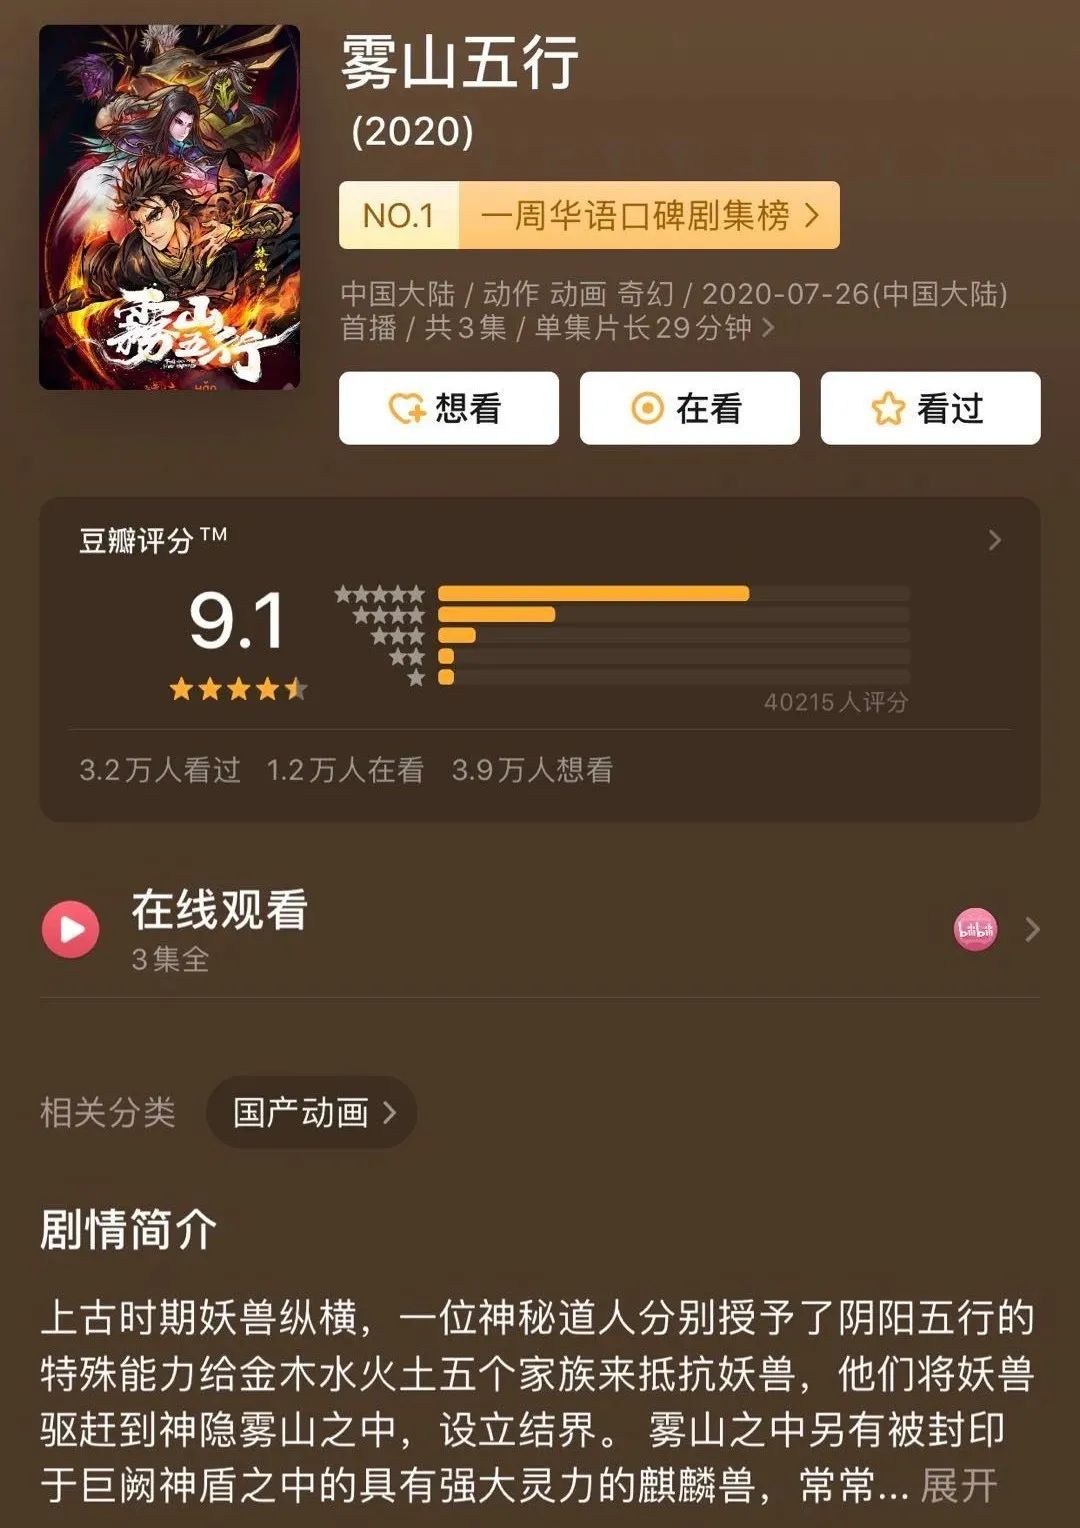 雾山五行
(2020)
NO.1 一周华语口碑剧集榜
中国大陆 / 动作 动画 奇幻 / 2020-07-26(中国大陆)
首播 / 共3集 / 单集片长29分钟
想看 在看 看过
豆瓣评分™
9.1
40215人评分
3.2万人看过 1.2万人在看 3.9万人想看
在线观看
3集全
bilibili
相关分类 国产动画
剧情简介
上古时期妖兽纵横，一位神秘道人分别授予了阴阳五行的
特殊能力给金木水火土五个家族来抵抗妖兽，他们将妖兽
驱赶到神隐雾山之中，设立结界。 雾山之中另有被封印
于巨阙神盾之中的具有强大灵力的麒麟兽，常常... 展开
雾山五行